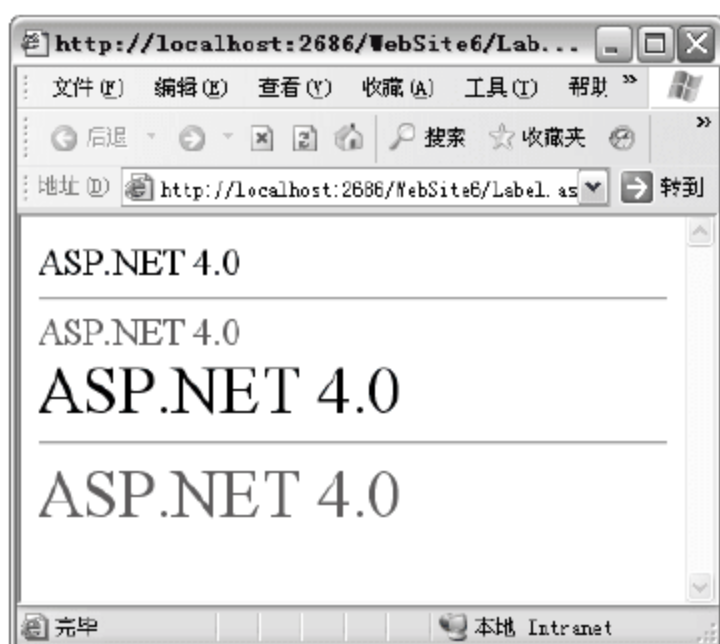 http://localhost:2686/WebSite6/Lab...
文件(F) 编辑(E) 查看(V) 收藏(A) 工具(T) 帮助 »
后退 搜索 收藏夹 »
地址(D) http://localhost:2686/WebSite6/Label.as 转到
ASP.NET 4.0
ASP.NET 4.0
ASP.NET 4.0
ASP.NET 4.0
完毕 本地 Intranet